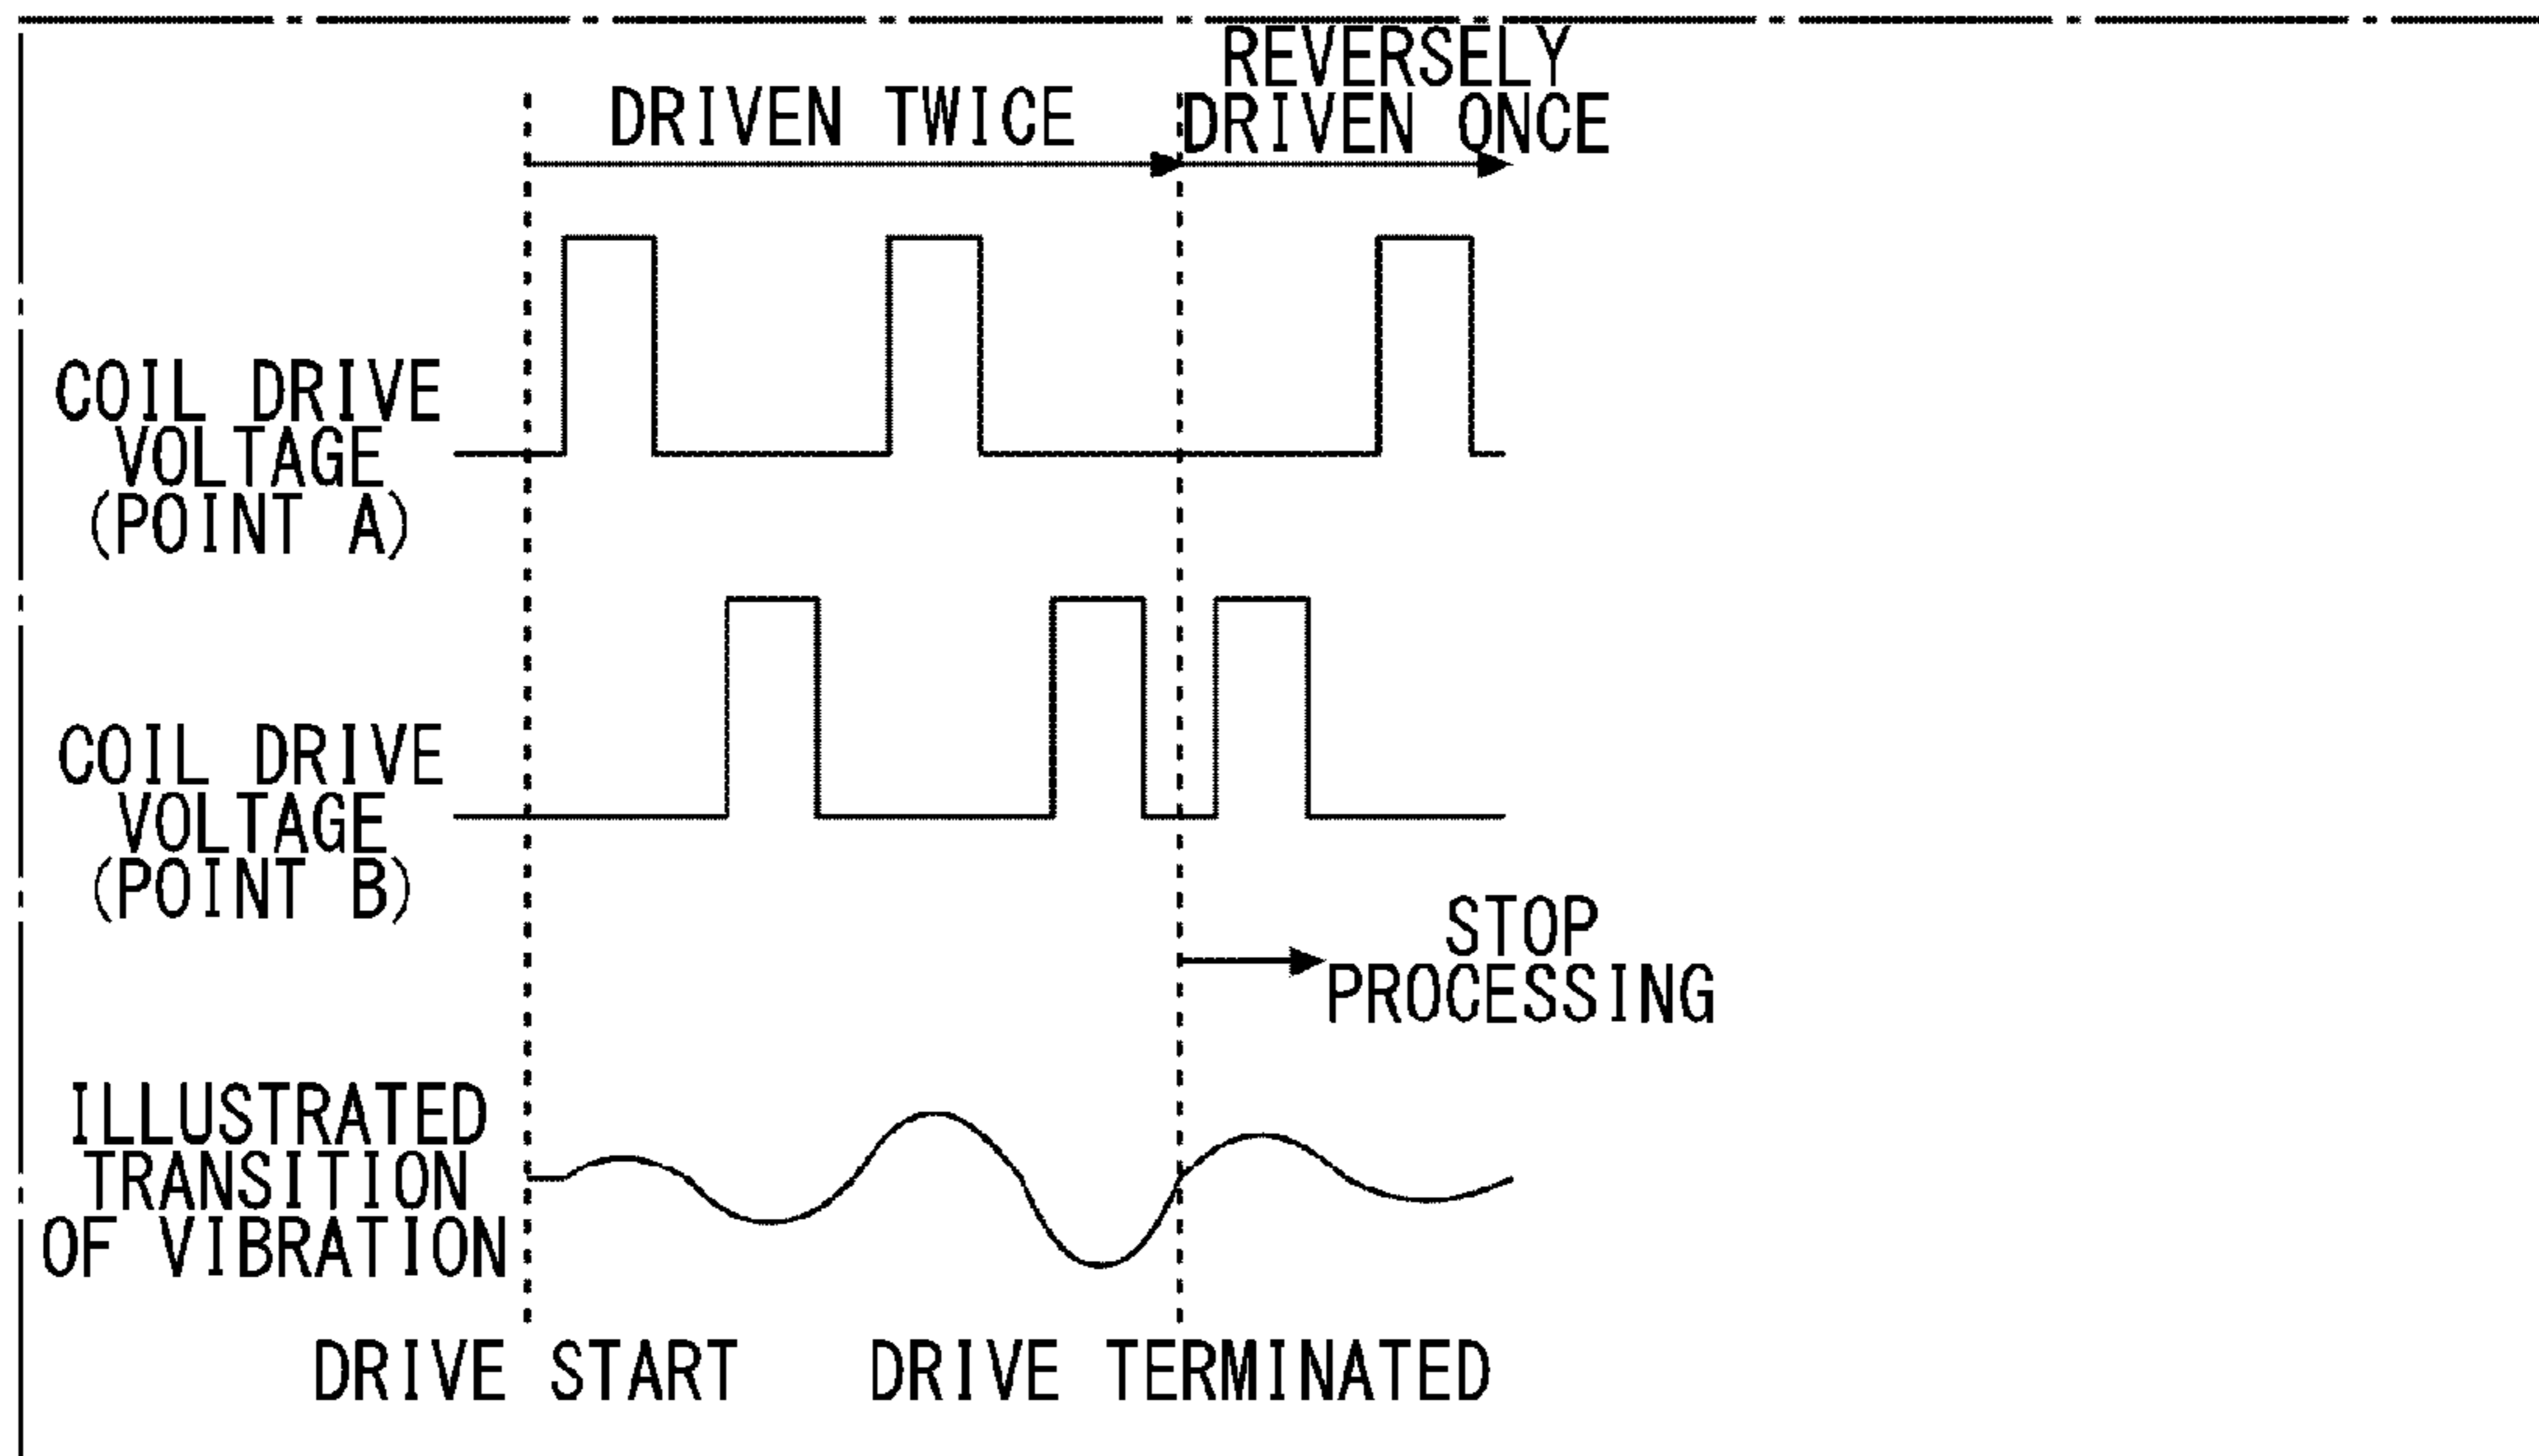 REVERSELY
DRIVEN TWICE
DRIVEN ONCE
COIL DRIVE
VOLTAGE
(POINT A)
COIL DRIVE
VOLTAGE
(POINT B)
STOP
PROCESSING
ILLUSTRATED
TRANSITION
OF VIBRATION
DRIVE START
DRIVE TERMINATED